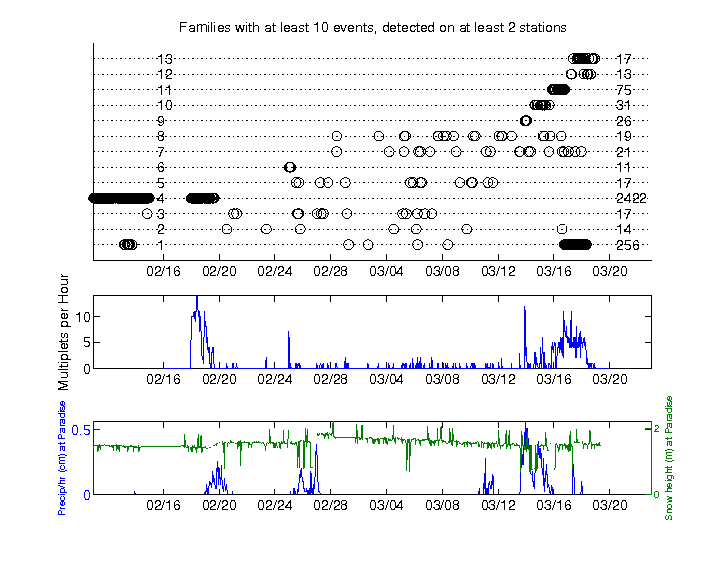 Families with at least 10 events, detected on at least 2 stations
13 17
12 13
11 75
10 31
9 26
8 19
7 21
6 11
5 17
4 2422
3 17
2 14
1 256
02/16 02/20 02/24 02/28 03/04 03/08 03/12 03/16 03/20
Multiplets per Hour
10
5
0
02/16 02/20 02/24 02/28 03/04 03/08 03/12 03/16 03/20
Precip/hr (cm) at Paradise
0.5
0
Snow height (m) at Paradise
2
0
02/16 02/20 02/24 02/28 03/04 03/08 03/12 03/16 03/20